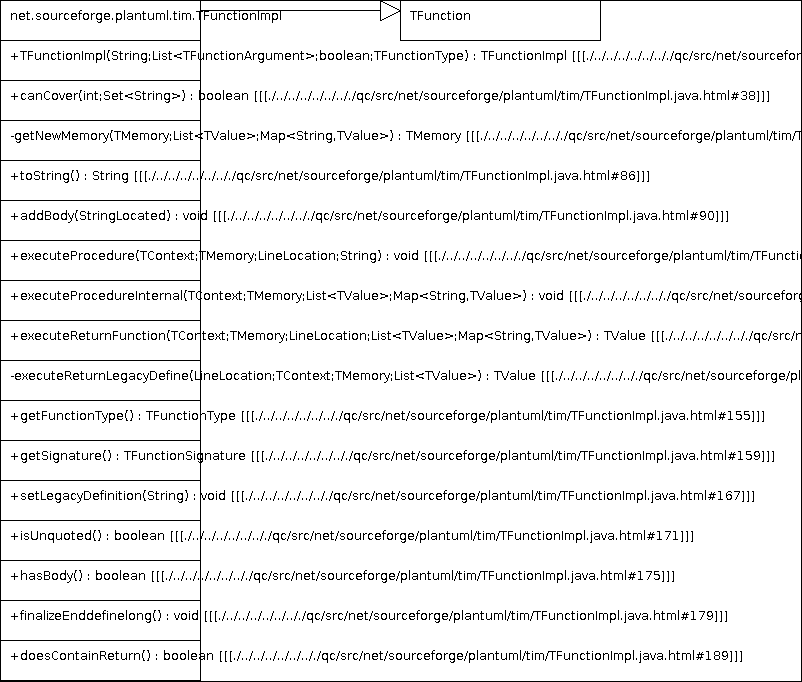 net.sourceforge.plantuml.tim.TFunctionImpl
TFunction
+TFunctionImpl(String;List<TFunctionArgument>;boolean;TFunctionType) : TFunctionImpl [[[./../../../../../../../qc/src/net/sourcefor
+canCover(int;Set<String>) : boolean [[[./../../../../../../../qc/src/net/sourceforge/plantuml/tim/TFunctionImpl.java.html#38]]]
-getNewMemory(TMemory;List<TValue>;Map<String,TValue>) : TMemory [[[./../../../../../../../qc/src/net/sourceforge/plantuml/tim/T
+toString() : String [[[./../../../../../../../qc/src/net/sourceforge/plantuml/tim/TFunctionImpl.java.html#86]]]
+addBody(StringLocated) : void [[[./../../../../../../../qc/src/net/sourceforge/plantuml/tim/TFunctionImpl.java.html#90]]]
+executeProcedure(TContext;TMemory;LineLocation;String) : void [[[./../../../../../../../qc/src/net/sourceforge/plantuml/tim/TFuncti
+executeProcedureInternal(TContext;TMemory;List<TValue>;Map<String,TValue>) : void [[[./../../../../../../../qc/src/net/sourceforg
+executeReturnFunction(TContext;TMemory;LineLocation;List<TValue>;Map<String,TValue>) : TValue [[[./../../../../../../../qc/src/n
-executeReturnLegacyDefine(LineLocation;TContext;TMemory;List<TValue>) : TValue [[[./../../../../../../../qc/src/net/sourceforge/pl
+getFunctionType() : TFunctionType [[[./../../../../../../../qc/src/net/sourceforge/plantuml/tim/TFunctionImpl.java.html#155]]]
+getSignature() : TFunctionSignature [[[./../../../../../../../qc/src/net/sourceforge/plantuml/tim/TFunctionImpl.java.html#159]]]
+setLegacyDefinition(String) : void [[[./../../../../../../../qc/src/net/sourceforge/plantuml/tim/TFunctionImpl.java.html#167]]]
+isUnquoted() : boolean [[[./../../../../../../../qc/src/net/sourceforge/plantuml/tim/TFunctionImpl.java.html#171]]]
+hasBody() : boolean [[[./../../../../../../../qc/src/net/sourceforge/plantuml/tim/TFunctionImpl.java.html#175]]]
+finalizeEnddefinelong() : void [[[./../../../../../../../qc/src/net/sourceforge/plantuml/tim/TFunctionImpl.java.html#179]]]
+doesContainReturn() : boolean [[[./../../../../../../../qc/src/net/sourceforge/plantuml/tim/TFunctionImpl.java.html#189]]]